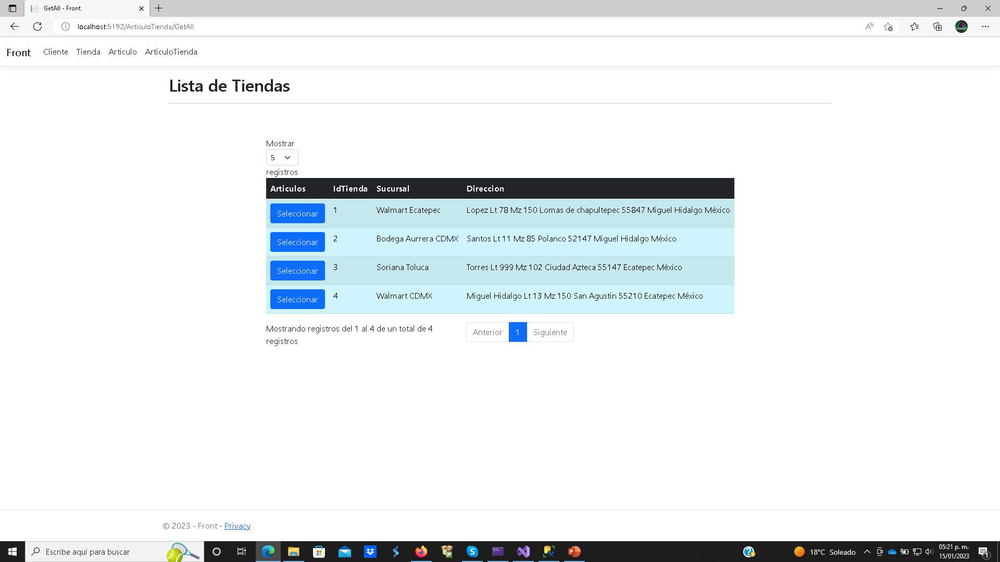 GetAll - Front
localhost:5192/ArticuloTienda/GetAll
Front Cliente Tienda Articulo ArticuloTienda
Lista de Tiendas
Mostrar
5
registros
Articulos IdTienda Sucursal Direccion
Seleccionar 1 Walmart Ecatepec Lopez Lt 78 Mz 150 Lomas de chapultepec 55847 Miguel Hidalgo México
Seleccionar 2 Bodega Aurrera CDMX Santos Lt 11 Mz 85 Polanco 52147 Miguel Hidalgo México
Seleccionar 3 Soriana Toluca Torres Lt 999 Mz 102 Ciudad Azteca 55147 Ecatepec México
Seleccionar 4 Walmart CDMX Miguel Hidalgo Lt 13 Mz 150 San Agustin 55210 Ecatepec México
Mostrando registros del 1 al 4 de un total de 4
registros
Anterior 1 Siguiente
© 2023 - Front - Privacy
Escribe aquí para buscar
18°C Soleado
05:21 p. m.
15/01/2023
1